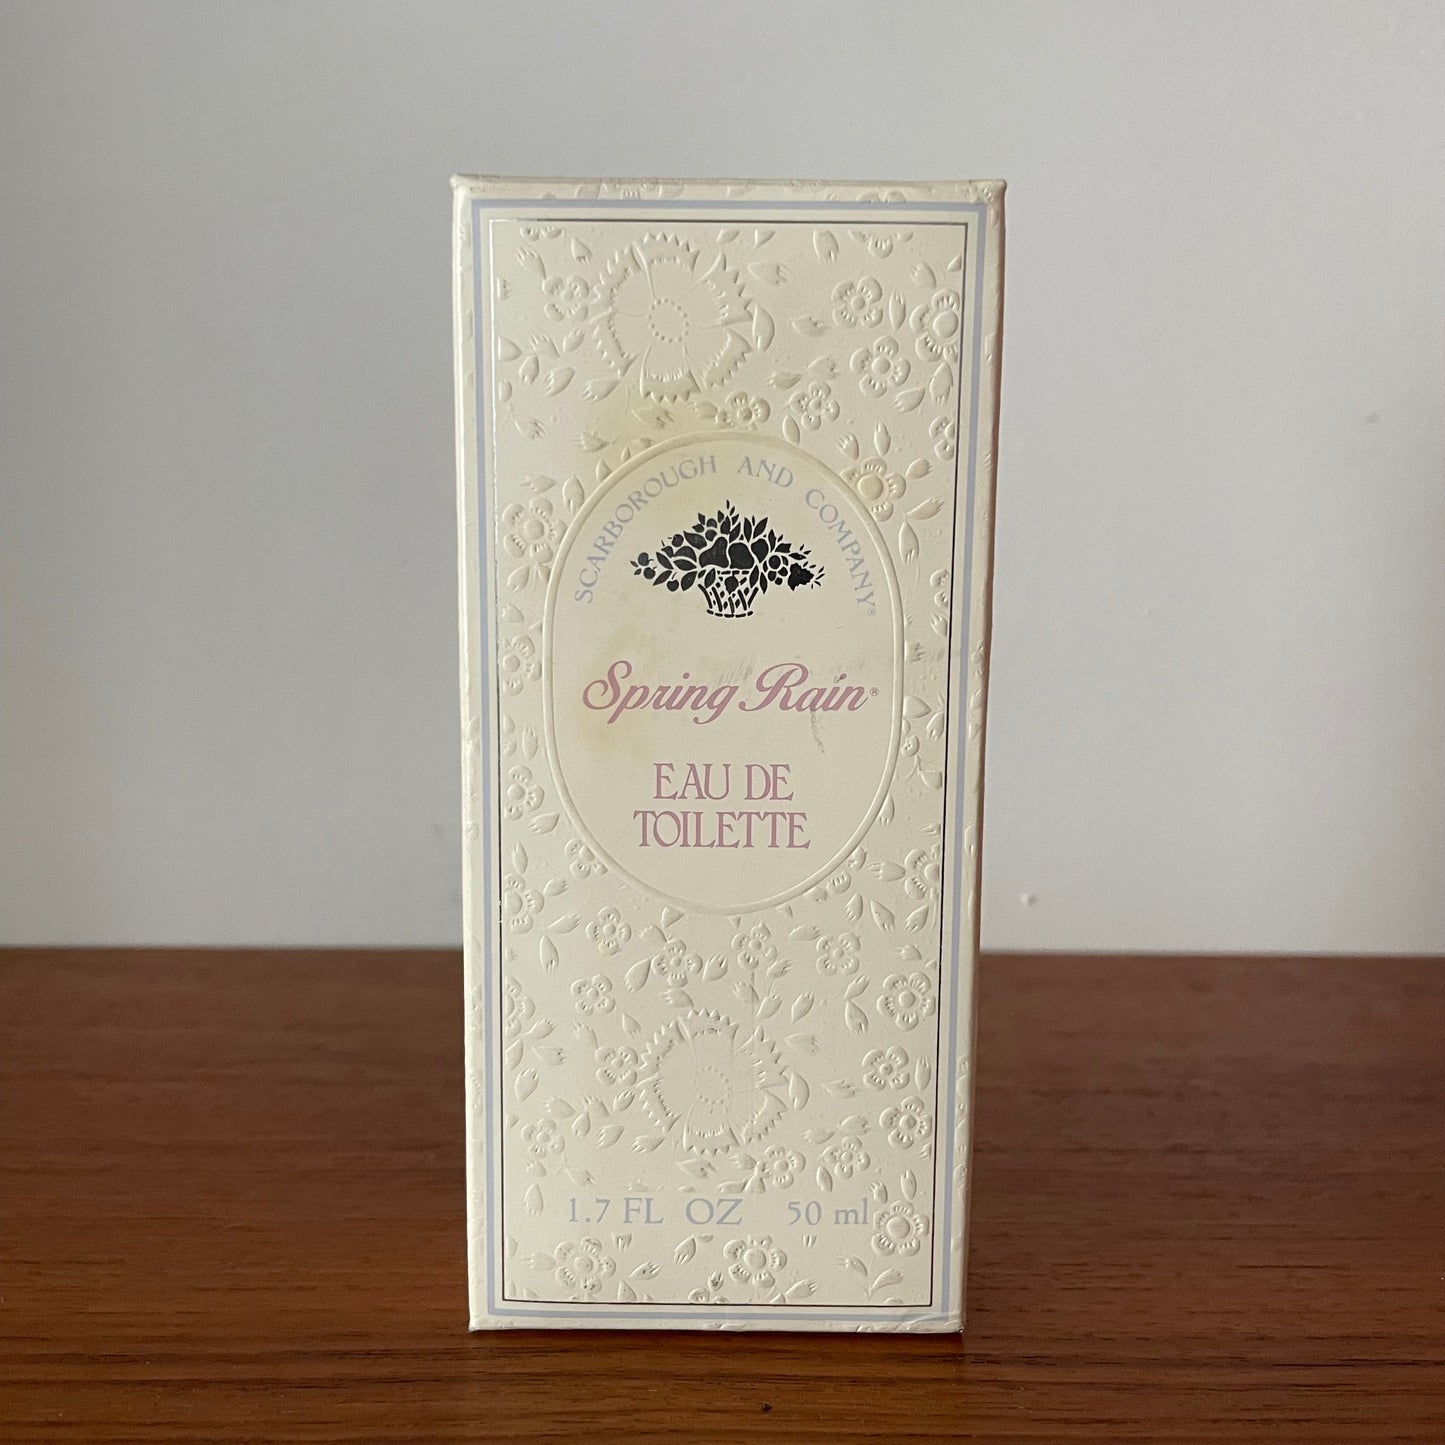 SCARBOROUGH AND COMPANY®
Spring Rain®
EAU DE
TOILETTE
1.7 FL OZ 50 ml